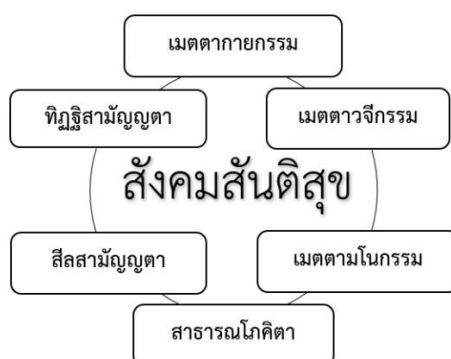 เมตตากายกรรม
ทิฏฐิสามัญญตา
เมตตาวจีกรรม
สังคมสันติสุข
สีลสามัญญตา
เมตตามโนกรรม
สาธารณโภคิตา